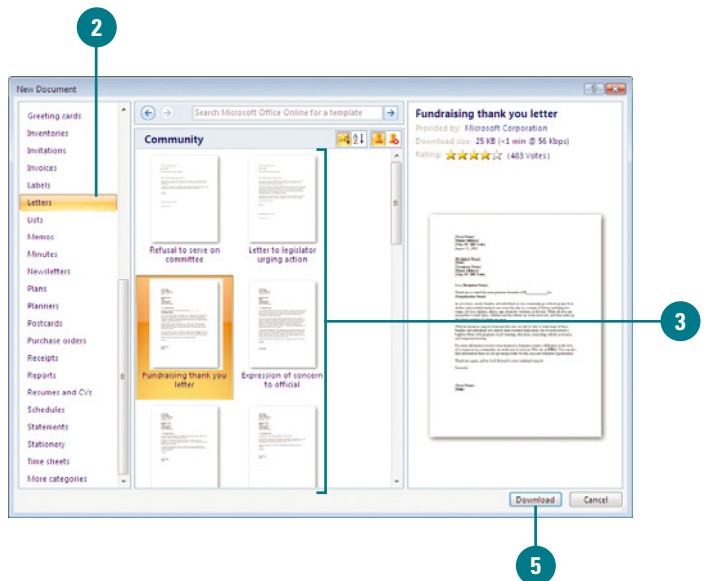 2
New Document
Greeting cards
Inventories
Invitations
Invoices
Labels
Letters
Lists
Memos
Minutes
Newsletters
Plans
Planners
Postcards
Purchase orders
Receipts
Reports
Resumes and CVs
Schedules
Statements
Stationery
Time sheets
More categories
Search Microsoft Office Online for a template
Community
Refusal to serve on
committee
Letter to legislator
urging action
Fundraising thank you
letter
Expression of concern
to official
Fundraising thank you letter
Provided by: Microsoft Corporation
Download size: 25 KB (<1 min @ 56 Kbps)
Rating: (483 Votes)
3
Download
Cancel
5